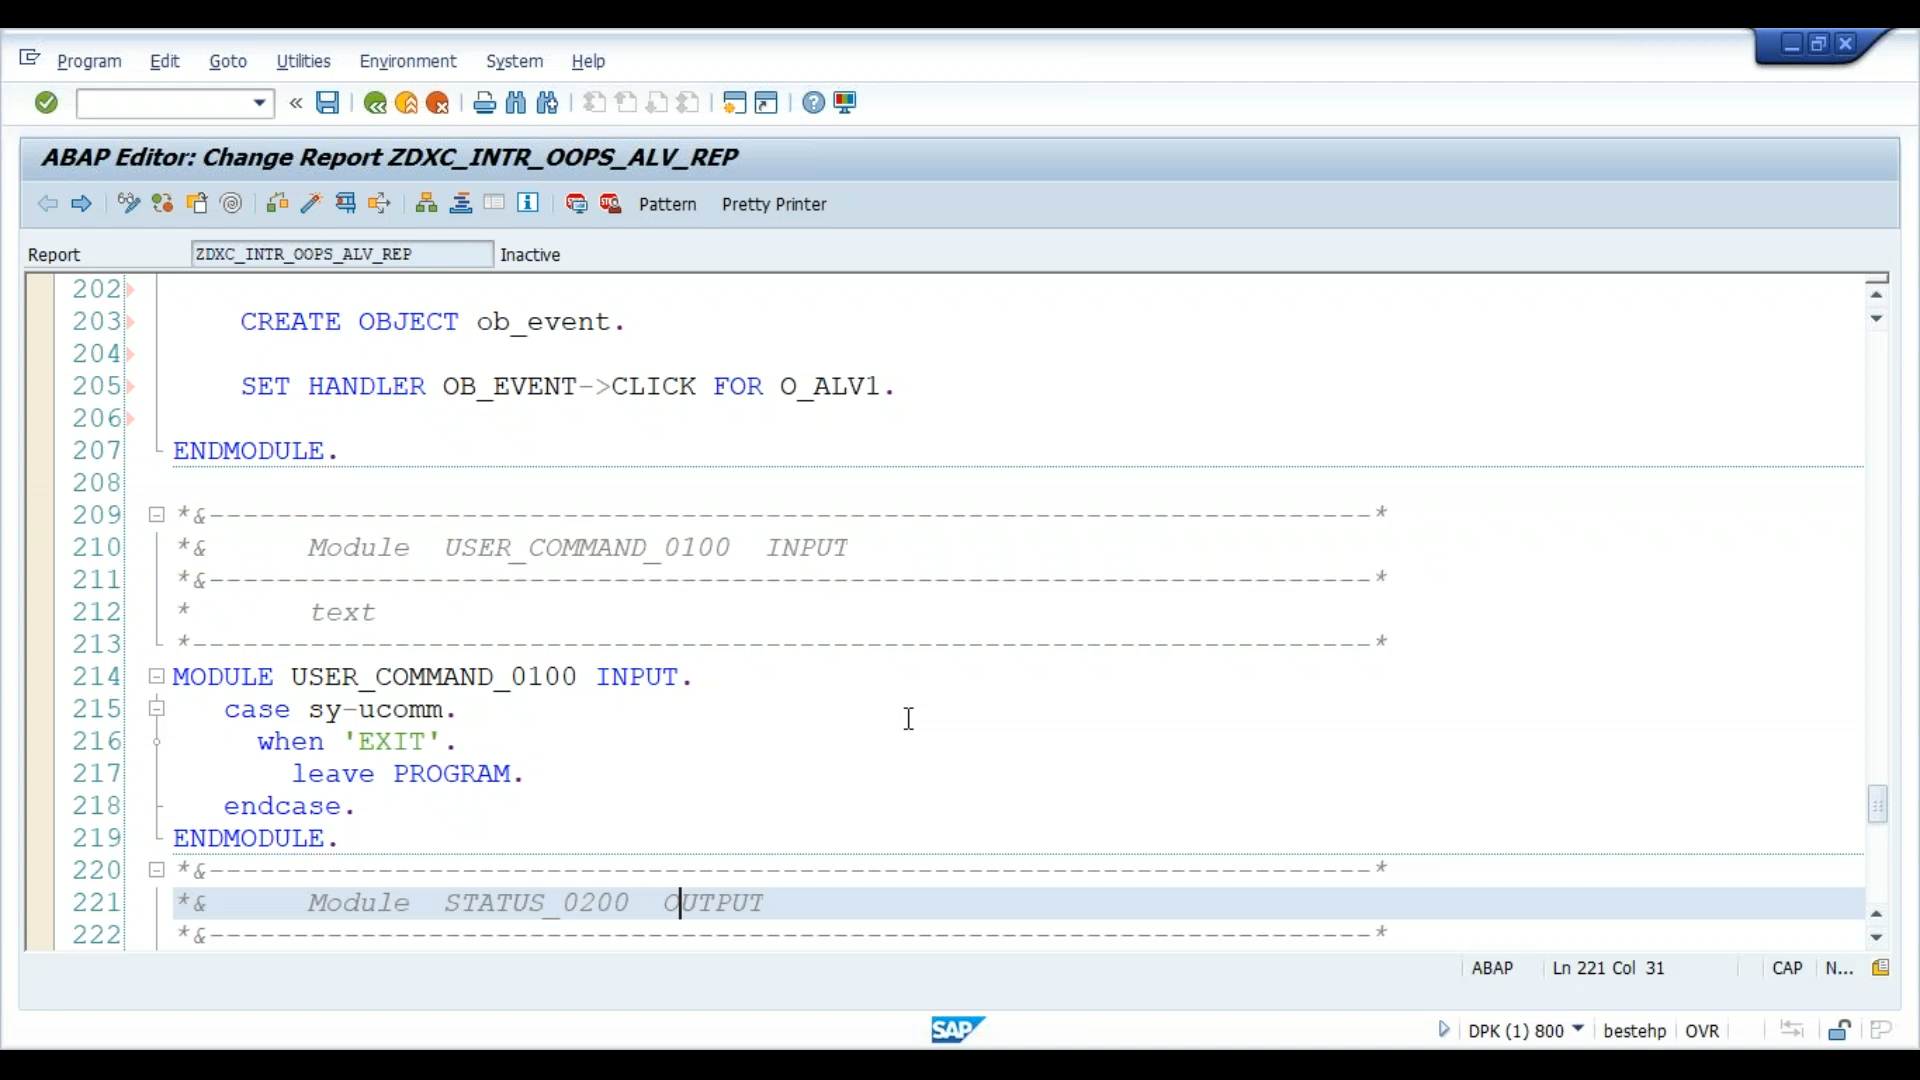 Program Edit Goto Utilities Environment System Help
ABAP Editor: Change Report ZDXC_INTR_OOPS_ALV_REP
Pattern Pretty Printer
Report ZDXC_INTR_OOPS_ALV_REP Inactive
202
203 CREATE OBJECT ob_event.
204
205 SET HANDLER OB_EVENT->CLICK FOR O_ALV1.
206
207 ENDMODULE.
208
209 *&---------------------------------------------------------------------*
210 *& Module USER_COMMAND_0100 INPUT
211 *&---------------------------------------------------------------------*
212 * text
213 *----------------------------------------------------------------------*
214 MODULE USER_COMMAND_0100 INPUT.
215 case sy-ucomm.
216 when 'EXIT'.
217 leave PROGRAM.
218 endcase.
219 ENDMODULE.
220 *&---------------------------------------------------------------------*
221 *& Module STATUS_0200 OUTPUT
222 *&---------------------------------------------------------------------*
ABAP Ln 221 Col 31 CAP N...
SAP DPK (1) 800 bestehp OVR